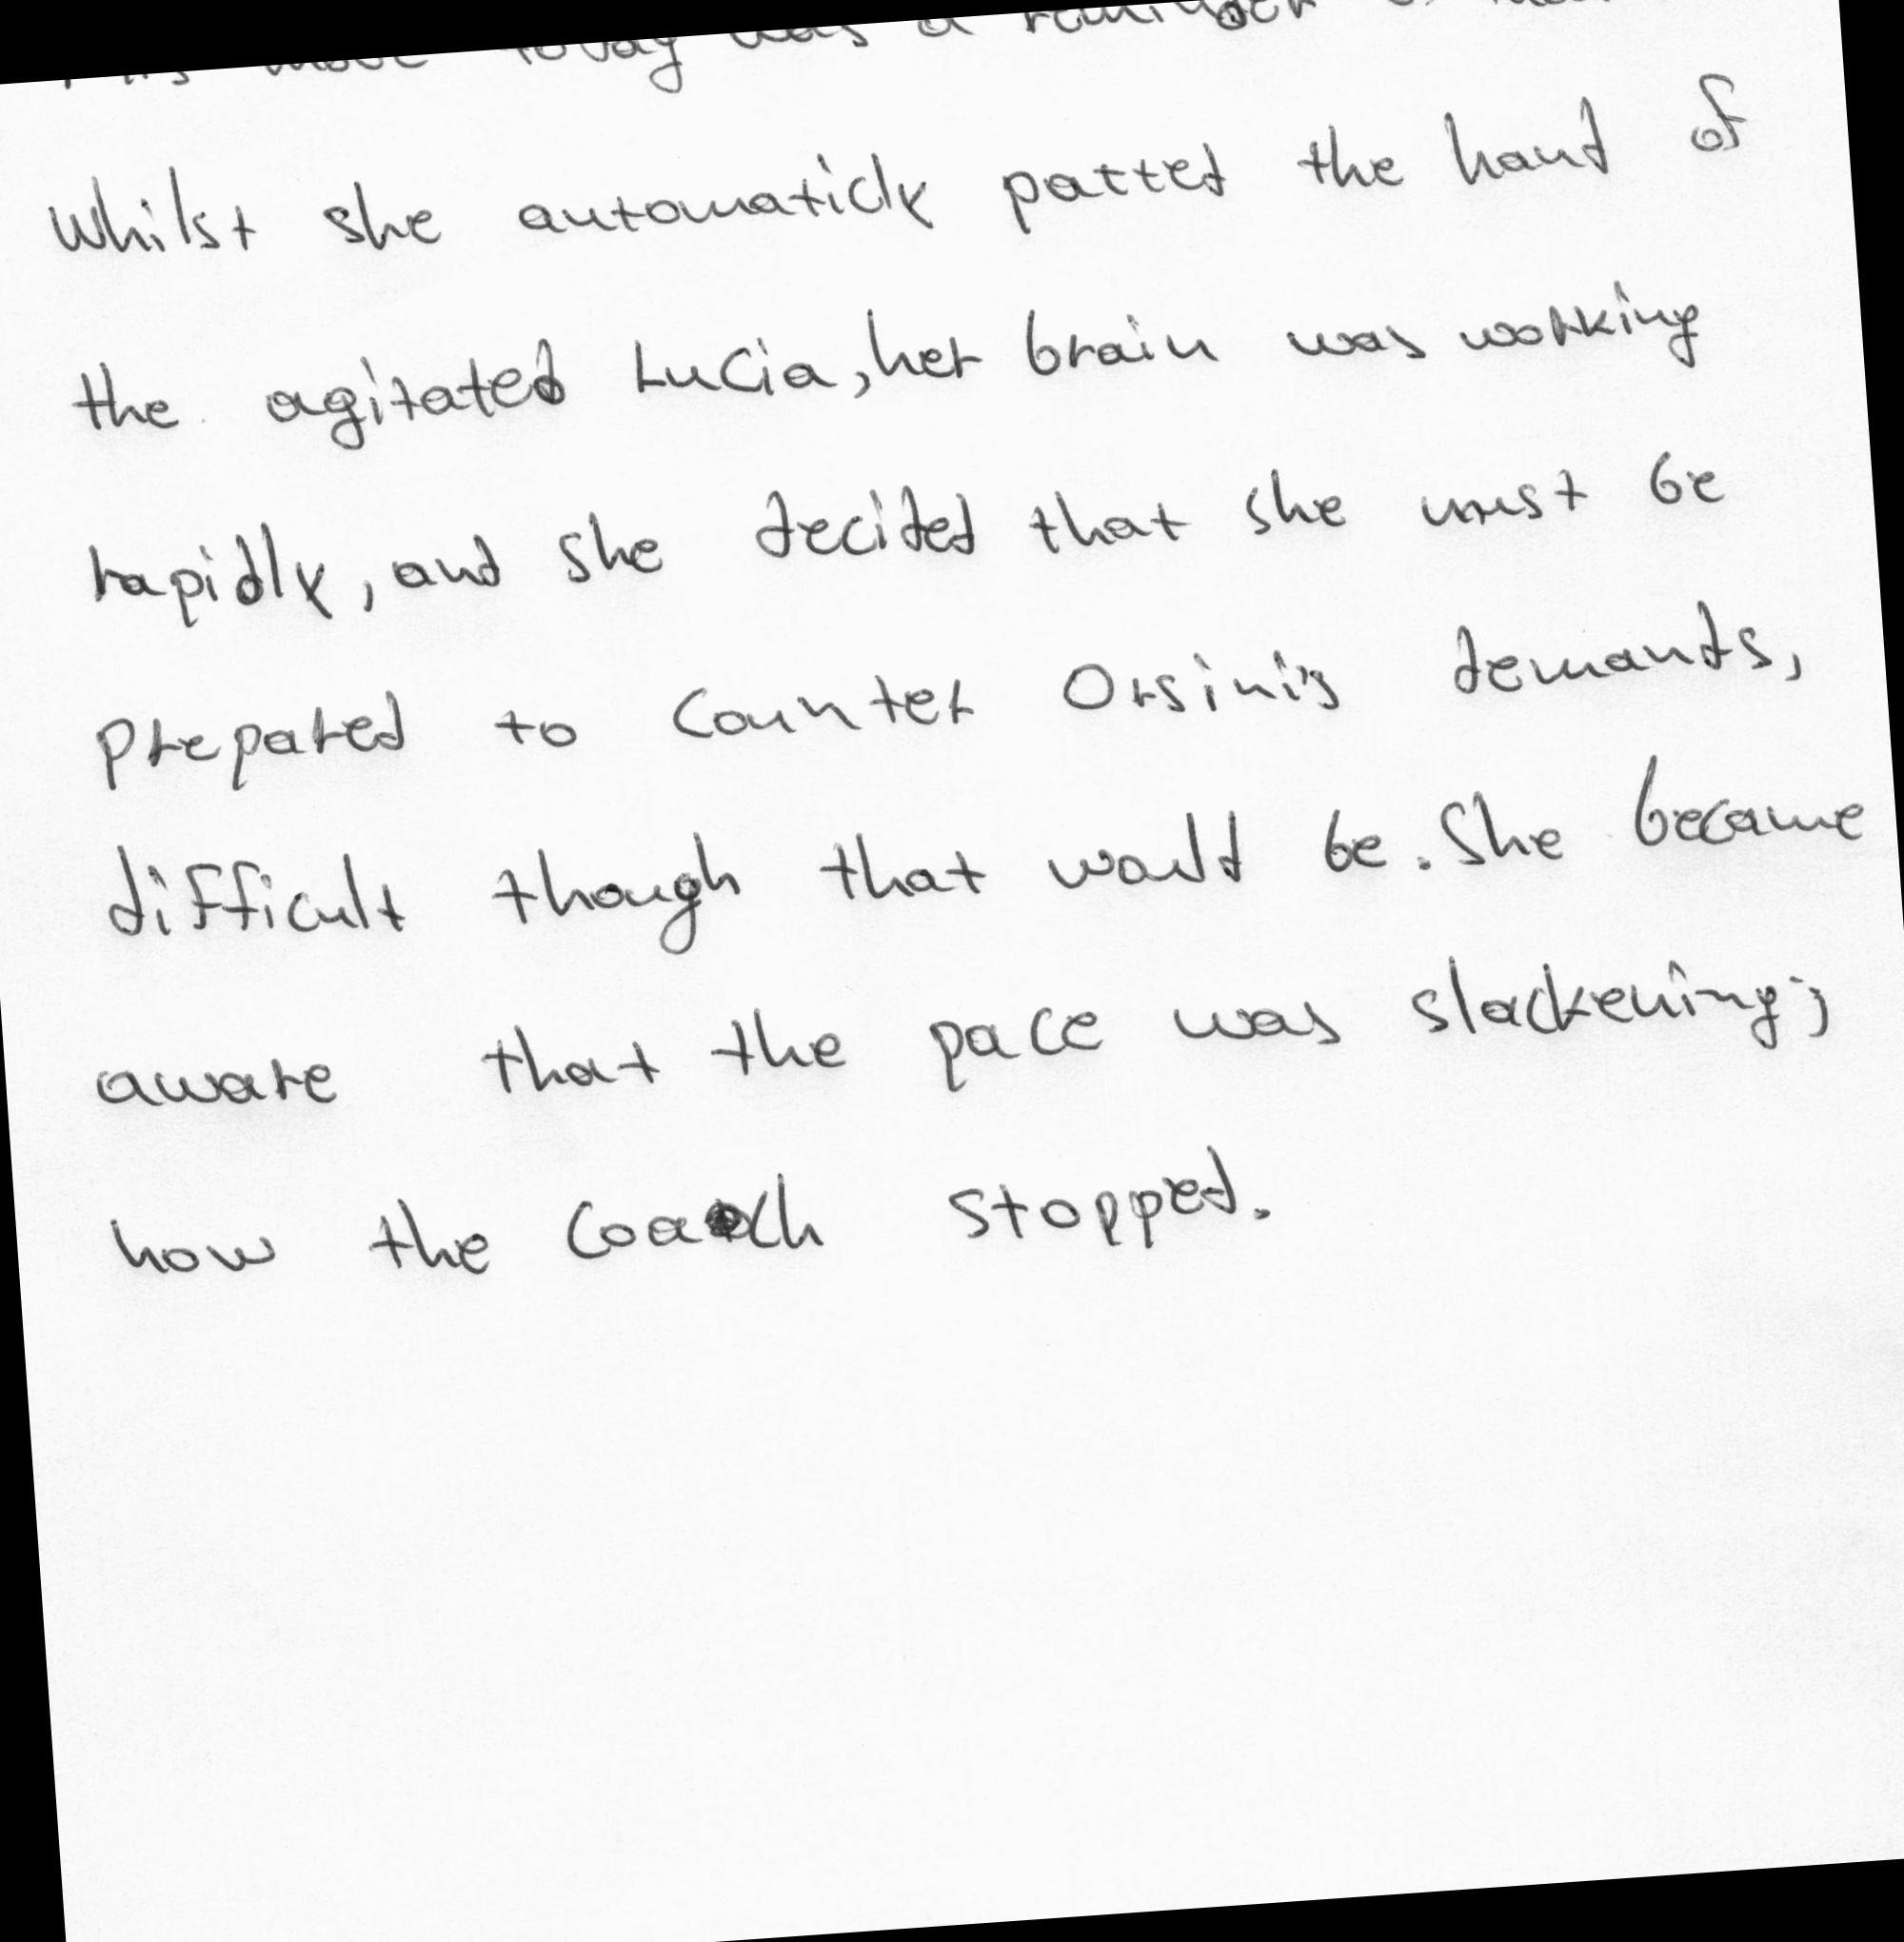 today was a reminder
Whilst she automaticly patted the hand of
the agitated Lucia, her brain was working
rapidly, and she decided that she must be
prepared to counter Orsini's demands,
difficult though that would be. She became
aware that the pace was slackening;
how the coach stopped.